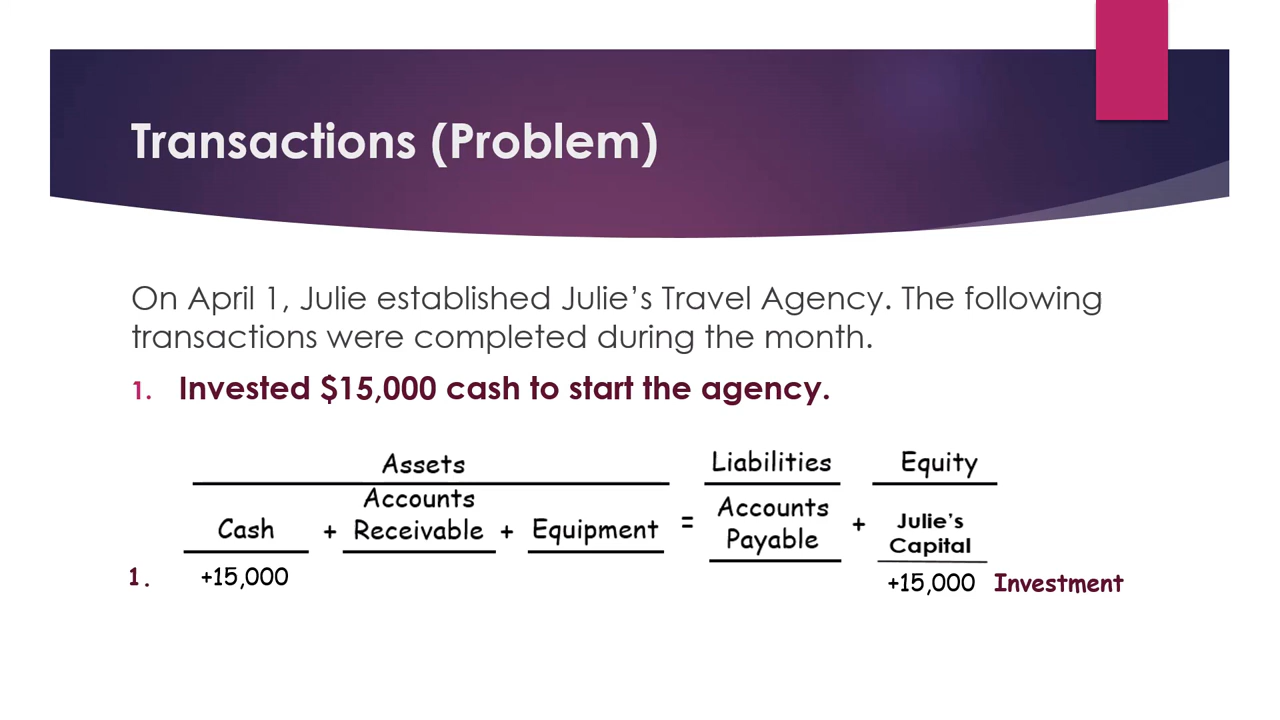 Transactions (Problem)
On April 1, Julie established Julie's Travel Agency. The following
transactions were completed during the month.
1. Invested $15,000 cash to start the agency.
Assets Liabilities Equity
Cash + Accounts Receivable + Equipment = Accounts Payable + Julie's Capital
1. +15,000 +15,000 Investment